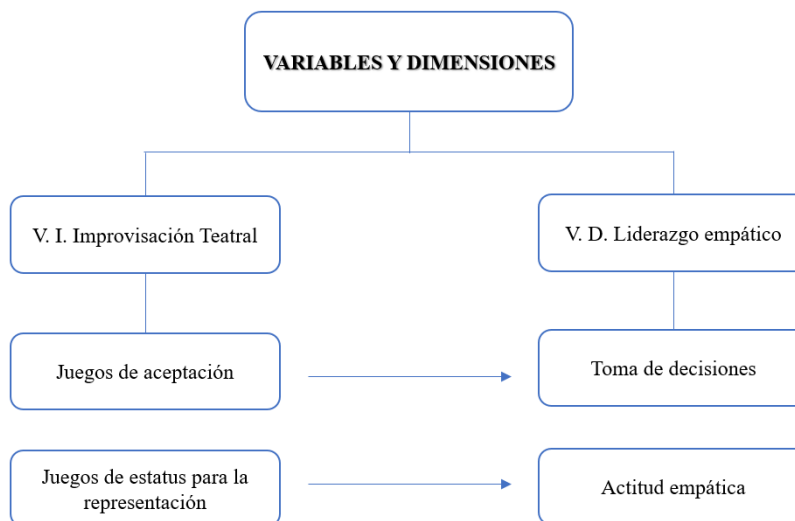 VARIABLES Y DIMENSIONES
V. I. Improvisación Teatral
V. D. Liderazgo empático
Juegos de aceptación
Toma de decisiones
Juegos de estatus para la
representación
Actitud empática